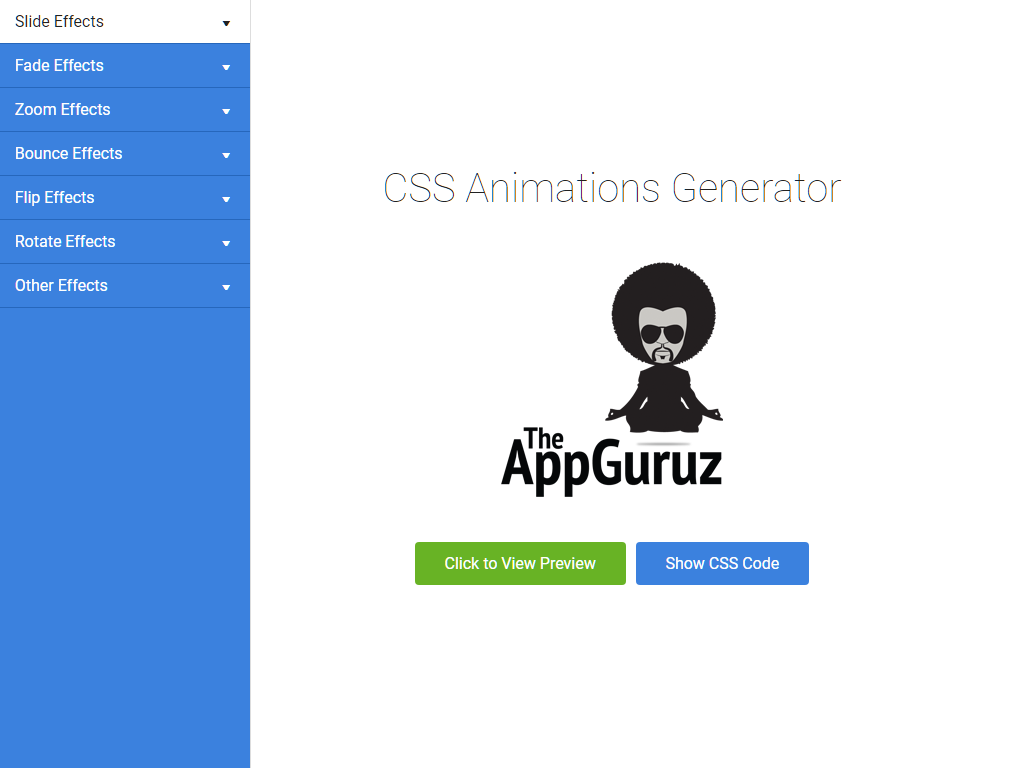 Slide Effects
Fade Effects
Zoom Effects
Bounce Effects
Flip Effects
Rotate Effects
Other Effects
CSS Animations Generator
The
AppGuruz
Click to View Preview
Show CSS Code